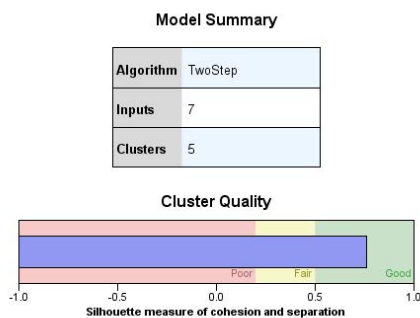 Model Summary
Algorithm TwoStep
Inputs 7
Clusters 5
Cluster Quality
Poor Fair Good
-1.0 -0.5 0.0 0.5 1.0
Silhouette measure of cohesion and separation